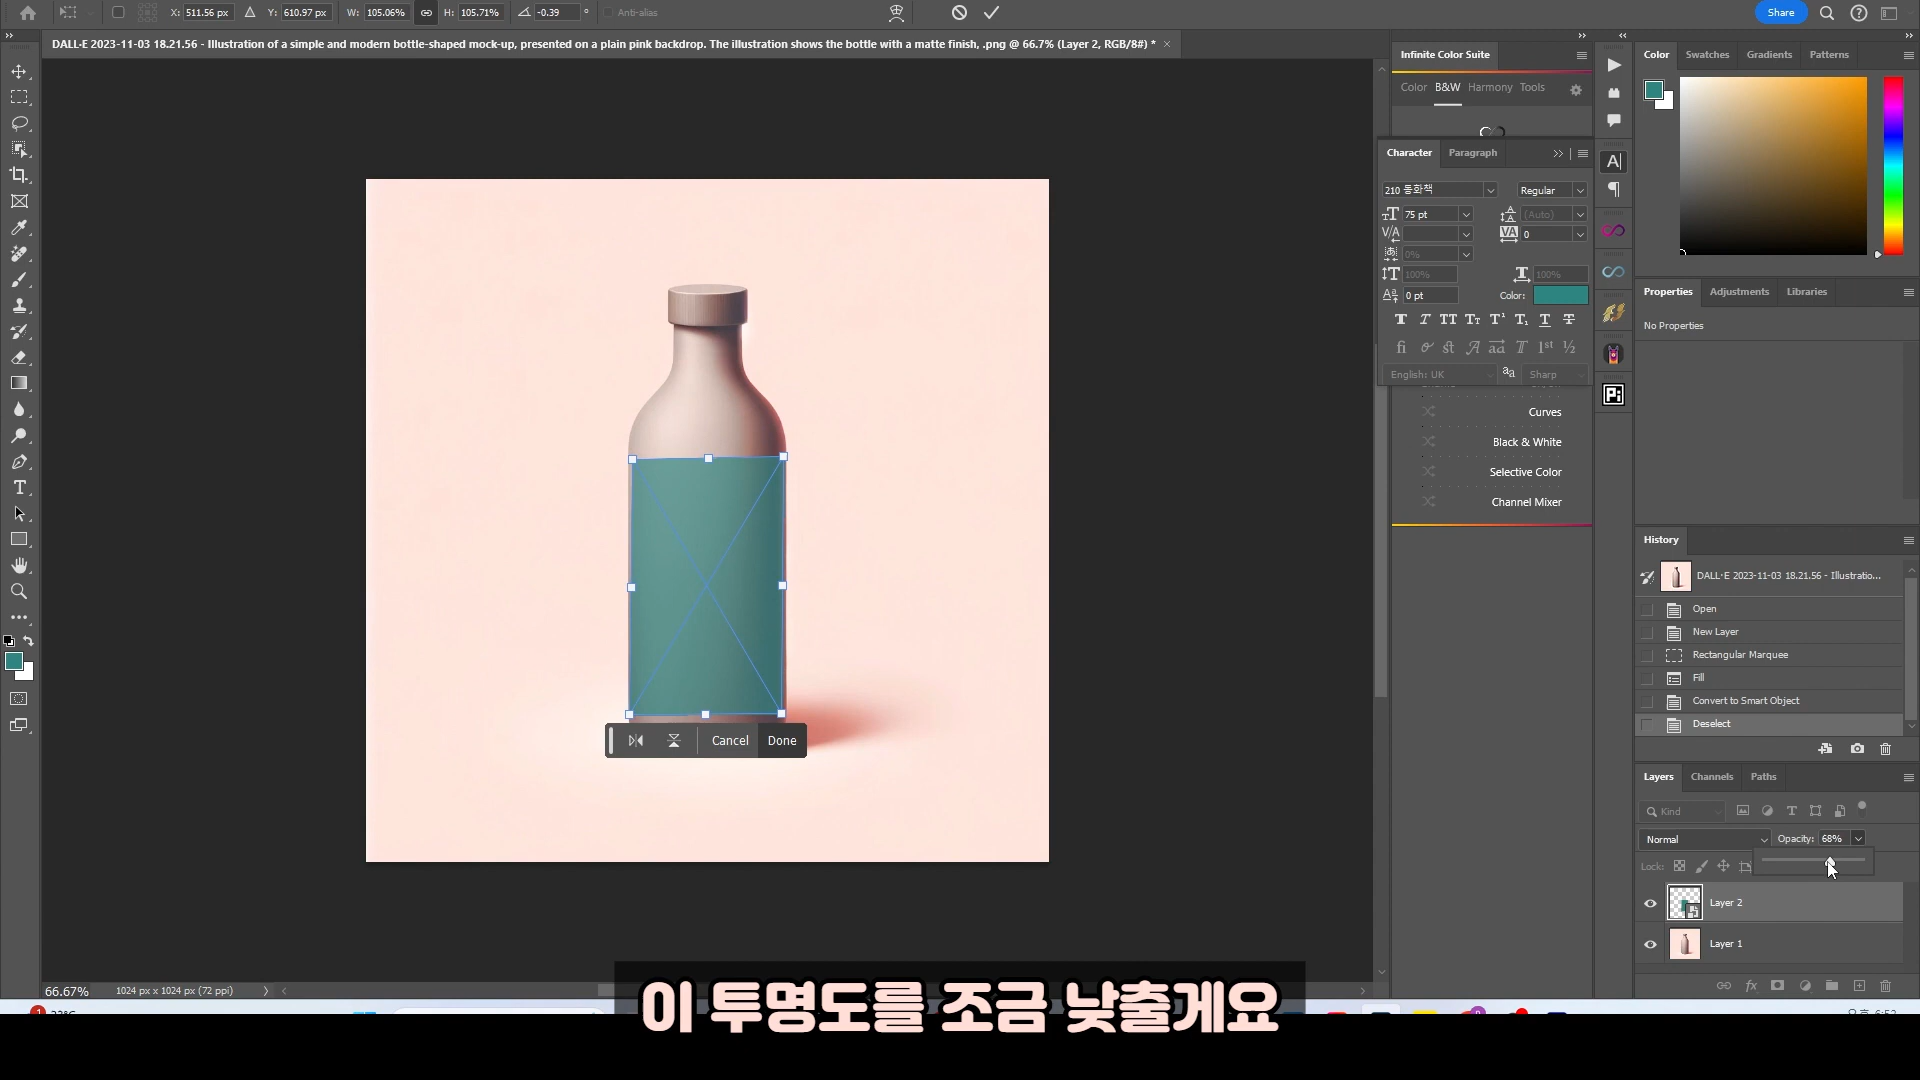 X: 511.56 px Y: 610.97 px W: 105.06% H: 105.71% -0.39 ° Anti-alias Share
DALL·E 2023-11-03 18.21.56 - Illustration of a simple and modern bottle-shaped mock-up, presented on a plain pink backdrop. The illustration shows the bottle with a matte finish, .png @ 66.7% (Layer 2, RGB/8#) * ×
Infinite Color Suite
Color B&W Harmony Tools
Character Paragraph
210 동화책 Regular
75 pt (Auto)
0
0%
100% 100%
0 pt Color:
English: UK Sharp
Curves
Black & White
Selective Color
Channel Mixer
Color Swatches Gradients Patterns
Properties Adjustments Libraries
No Properties
History
DALL·E 2023-11-03 18.21.56 - Illustratio...
Open
New Layer
Rectangular Marquee
Fill
Convert to Smart Object
Deselect
Layers Channels Paths
Kind
Normal Opacity: 68%
Lock:
Layer 2
Layer 1
Cancel Done
66.67% 1024 px x 1024 px (72 ppi)
이 투명도를 조금 낮출게요